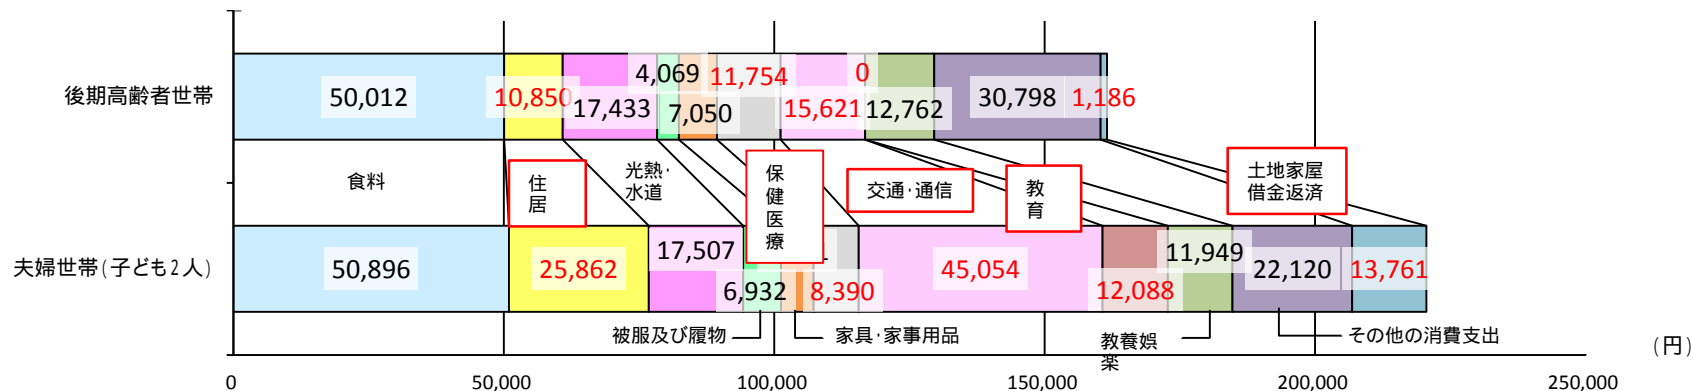 後期高齢者世帯
50,012
10,850
17,433
4,069
7,050
11,754
15,621
0
12,762
30,798
1,186
食料
住
居
光熱・
水道
保
健
医
療
交通・通信
教
育
土地家屋
借金返済
夫婦世帯(子ども2人)
50,896
25,862
17,507
6,932
8,390
45,054
12,088
11,949
22,120
13,761
被服及び履物
家具・家事用品
教養娯
楽
その他の消費支出
(円)
0
50,000
100,000
150,000
200,000
250,000